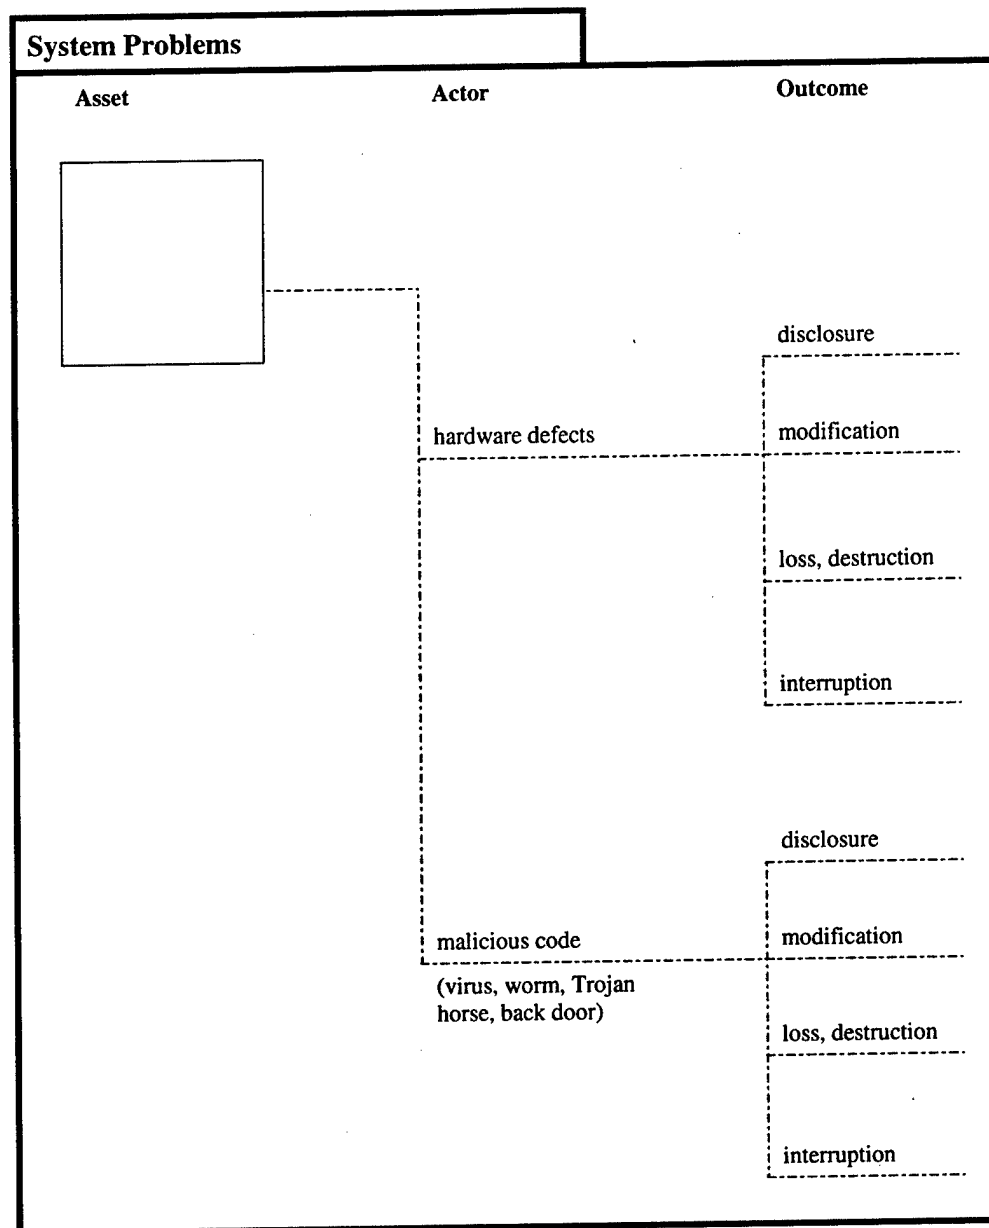 System Problems
Asset Actor Outcome
disclosure
hardware defects modification
loss, destruction
interruption
disclosure
malicious code modification
(virus, worm, Trojan
horse, back door)
loss, destruction
interruption